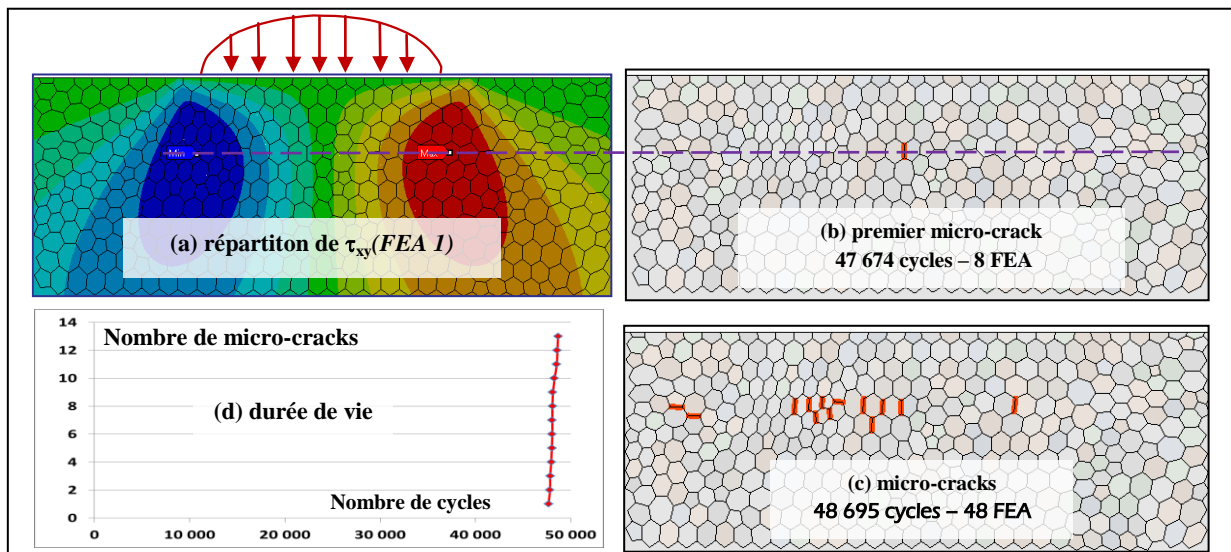 Min
Max
(a) répartiton de τxy(FEA 1)
(b) premier micro-crack
47 674 cycles – 8 FEA
14
12
10
8
6
4
2
0
Nombre de micro-cracks
(d) durée de vie
Nombre de cycles
0 10 000 20 000 30 000 40 000 50 000
(c) micro-cracks
48 695 cycles – 48 FEA